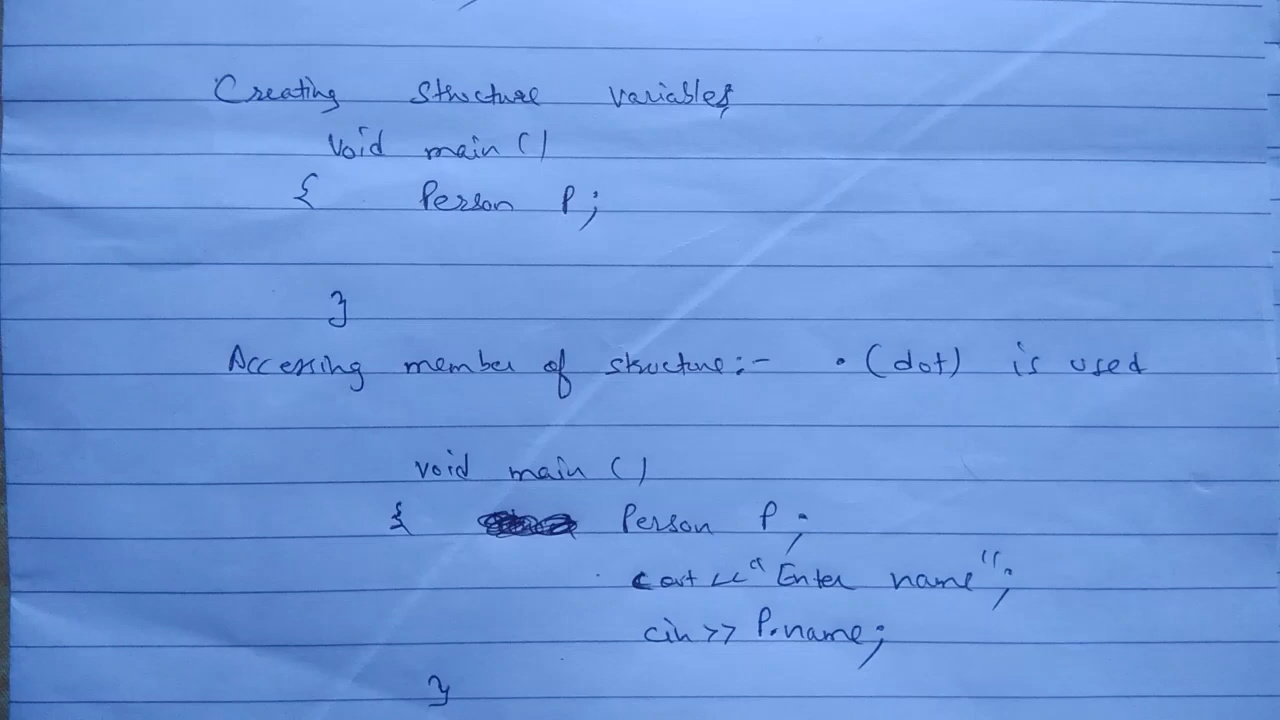 Creating Structure variables
void main()
{ Person P;
}
Accessing member of structure:- .(dot) is used
void main()
{ Person P;
cout<<"Enter name";
cin>>P.name;
}